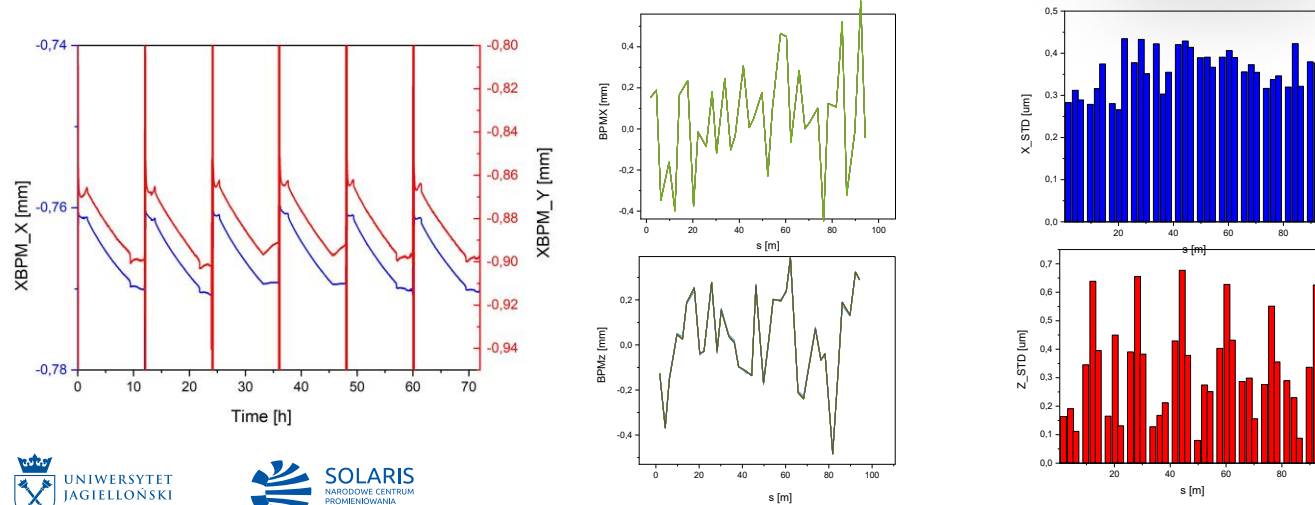 -0,74
-0,76
-0,78
XBPM_X [mm]
0 10 20 30 40 50 60 70
Time [h]
-0,80
-0,82
-0,84
-0,86
-0,88
-0,90
-0,92
-0,94
XBPM_Y [mm]
0,4
0,2
0,0
-0,2
-0,4
BPMX [mm]
0 20 40 60 80 100
s [m]
0,2
0,0
-0,2
-0,4
BPMz [mm]
0 20 40 60 80 100
s [m]
0,5
0,4
0,3
0,2
0,1
0,0
X_STD [um]
20 40 60 80
s [m]
0,7
0,6
0,5
0,4
0,3
0,2
0,1
0,0
Z_STD [um]
20 40 60 80
s [m]
UNIWERSYTET
JAGIELLOŃSKI
SOLARIS
NARODOWE CENTRUM
PROMIENIOWANIA